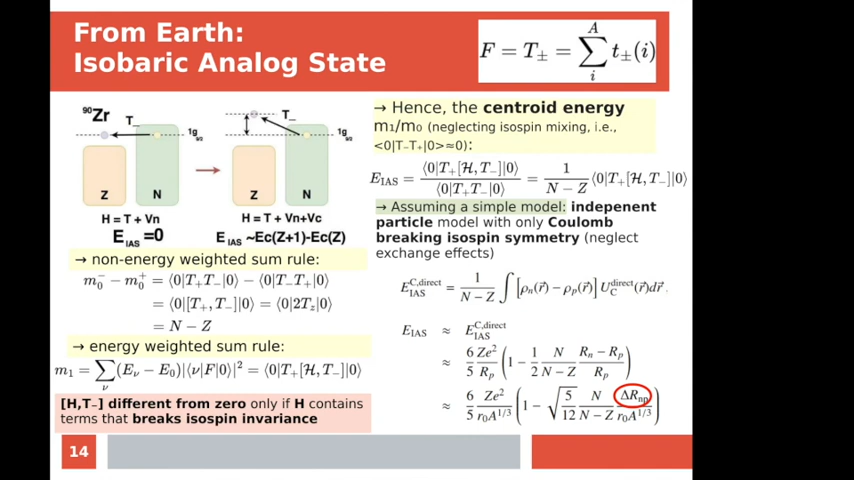 From Earth:
Isobaric Analog State
F = T± = ∑_i^A t±(i)
⁹⁰Zr
T_
1g₉/₂
Z
N
H = T + Vn
E_IAS =0
T_
1g₉/₂
Z
N
H = T + Vn+Vc
E_IAS ~Ec(Z+1)-Ec(Z)
→ non-energy weighted sum rule:
m₀⁻ − m₀⁺ = ⟨0|T₊T₋|0⟩ − ⟨0|T₋T₊|0⟩
= ⟨0|[T₊, T₋]|0⟩ = ⟨0|2T_z|0⟩
= N − Z
→ energy weighted sum rule:
m₁ = ∑_ν (E_ν − E₀)|⟨ν|F|0⟩|² = ⟨0|T₊[ℋ, T₋]|0⟩
[H,T₋] different from zero only if H contains
terms that breaks isospin invariance
→ Hence, the centroid energy
m₁/m₀ (neglecting isospin mixing, i.e.,
<0|T₋T₊|0>≈0):
E_IAS = ⟨0|T₊[ℋ, T₋]|0⟩ / ⟨0|T₊T₋|0⟩ = 1/(N − Z) ⟨0|T₊[ℋ, T₋]|0⟩
→ Assuming a simple model: indepenent
particle model with only Coulomb
breaking isospin symmetry (neglect
exchange effects)
E_IAS^{C,direct} = 1/(N − Z) ∫ [ρ_n(r⃗) − ρ_p(r⃗)] U_C^{direct}(r⃗)dr⃗ .
E_IAS ≈ E_IAS^{C,direct}
≈ 6/5 Ze²/R_p (1 − 1/2 N/(N − Z) (R_n − R_p)/R_p)
≈ 6/5 Ze²/(r₀A^{1/3}) (1 − √(5/12) N/(N − Z) ΔR_np/(r₀A^{1/3}))
14